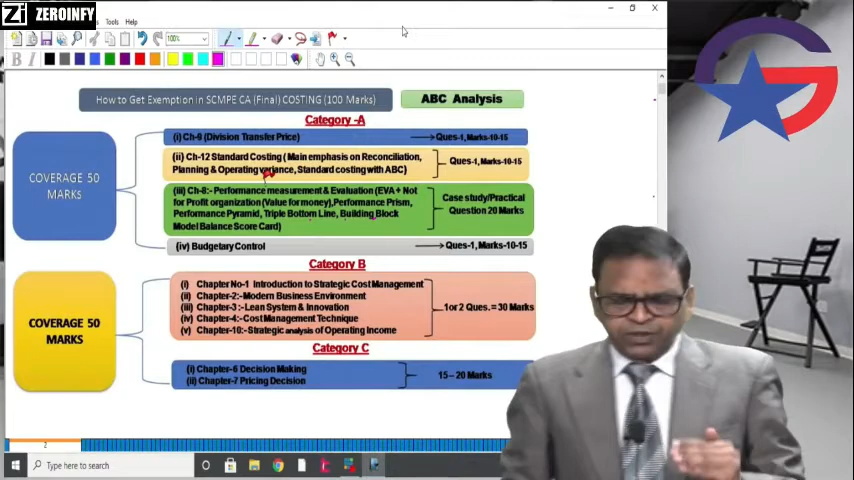 Zi ZEROINFY
Tools Help
100%
B I
How to Get Exemption in SCMPE CA (Final) COSTING (100 Marks)
ABC Analysis
Category -A
COVERAGE 50
MARKS
(i) Ch-9 (Division Transfer Price) Ques-1, Marks-10-15
(ii) Ch-12 Standard Costing ( Main emphasis on Reconciliation,
Planning & Operating variance, Standard costing with ABC)
Ques-1, Marks-10-15
(iii) Ch-8:- Performance measurement & Evaluation (EVA + Not
for Profit organization (Value for money),Performance Prism,
Performance Pyramid, Triple Bottom Line, Building Block
Model Balance Score Card)
Case study/Practical
Question 20 Marks
(iv) Budgetary Control Ques-1, Marks-10-15
Category B
COVERAGE 50
MARKS
(i) Chapter No-1 Introduction to Strategic Cost Management
(ii) Chapter-2:-Modern Business Environment
(iii) Chapter-3 :-Lean System & Innovation
(iv) Chapter-4:-Cost Management Technique
(v) Chapter-10:-Strategic analysis of Operating Income
1or 2 Ques. = 30 Marks
Category C
(i) Chapter-6 Decision Making
(ii) Chapter-7 Pricing Decision
15 – 20 Marks
2
Type here to search